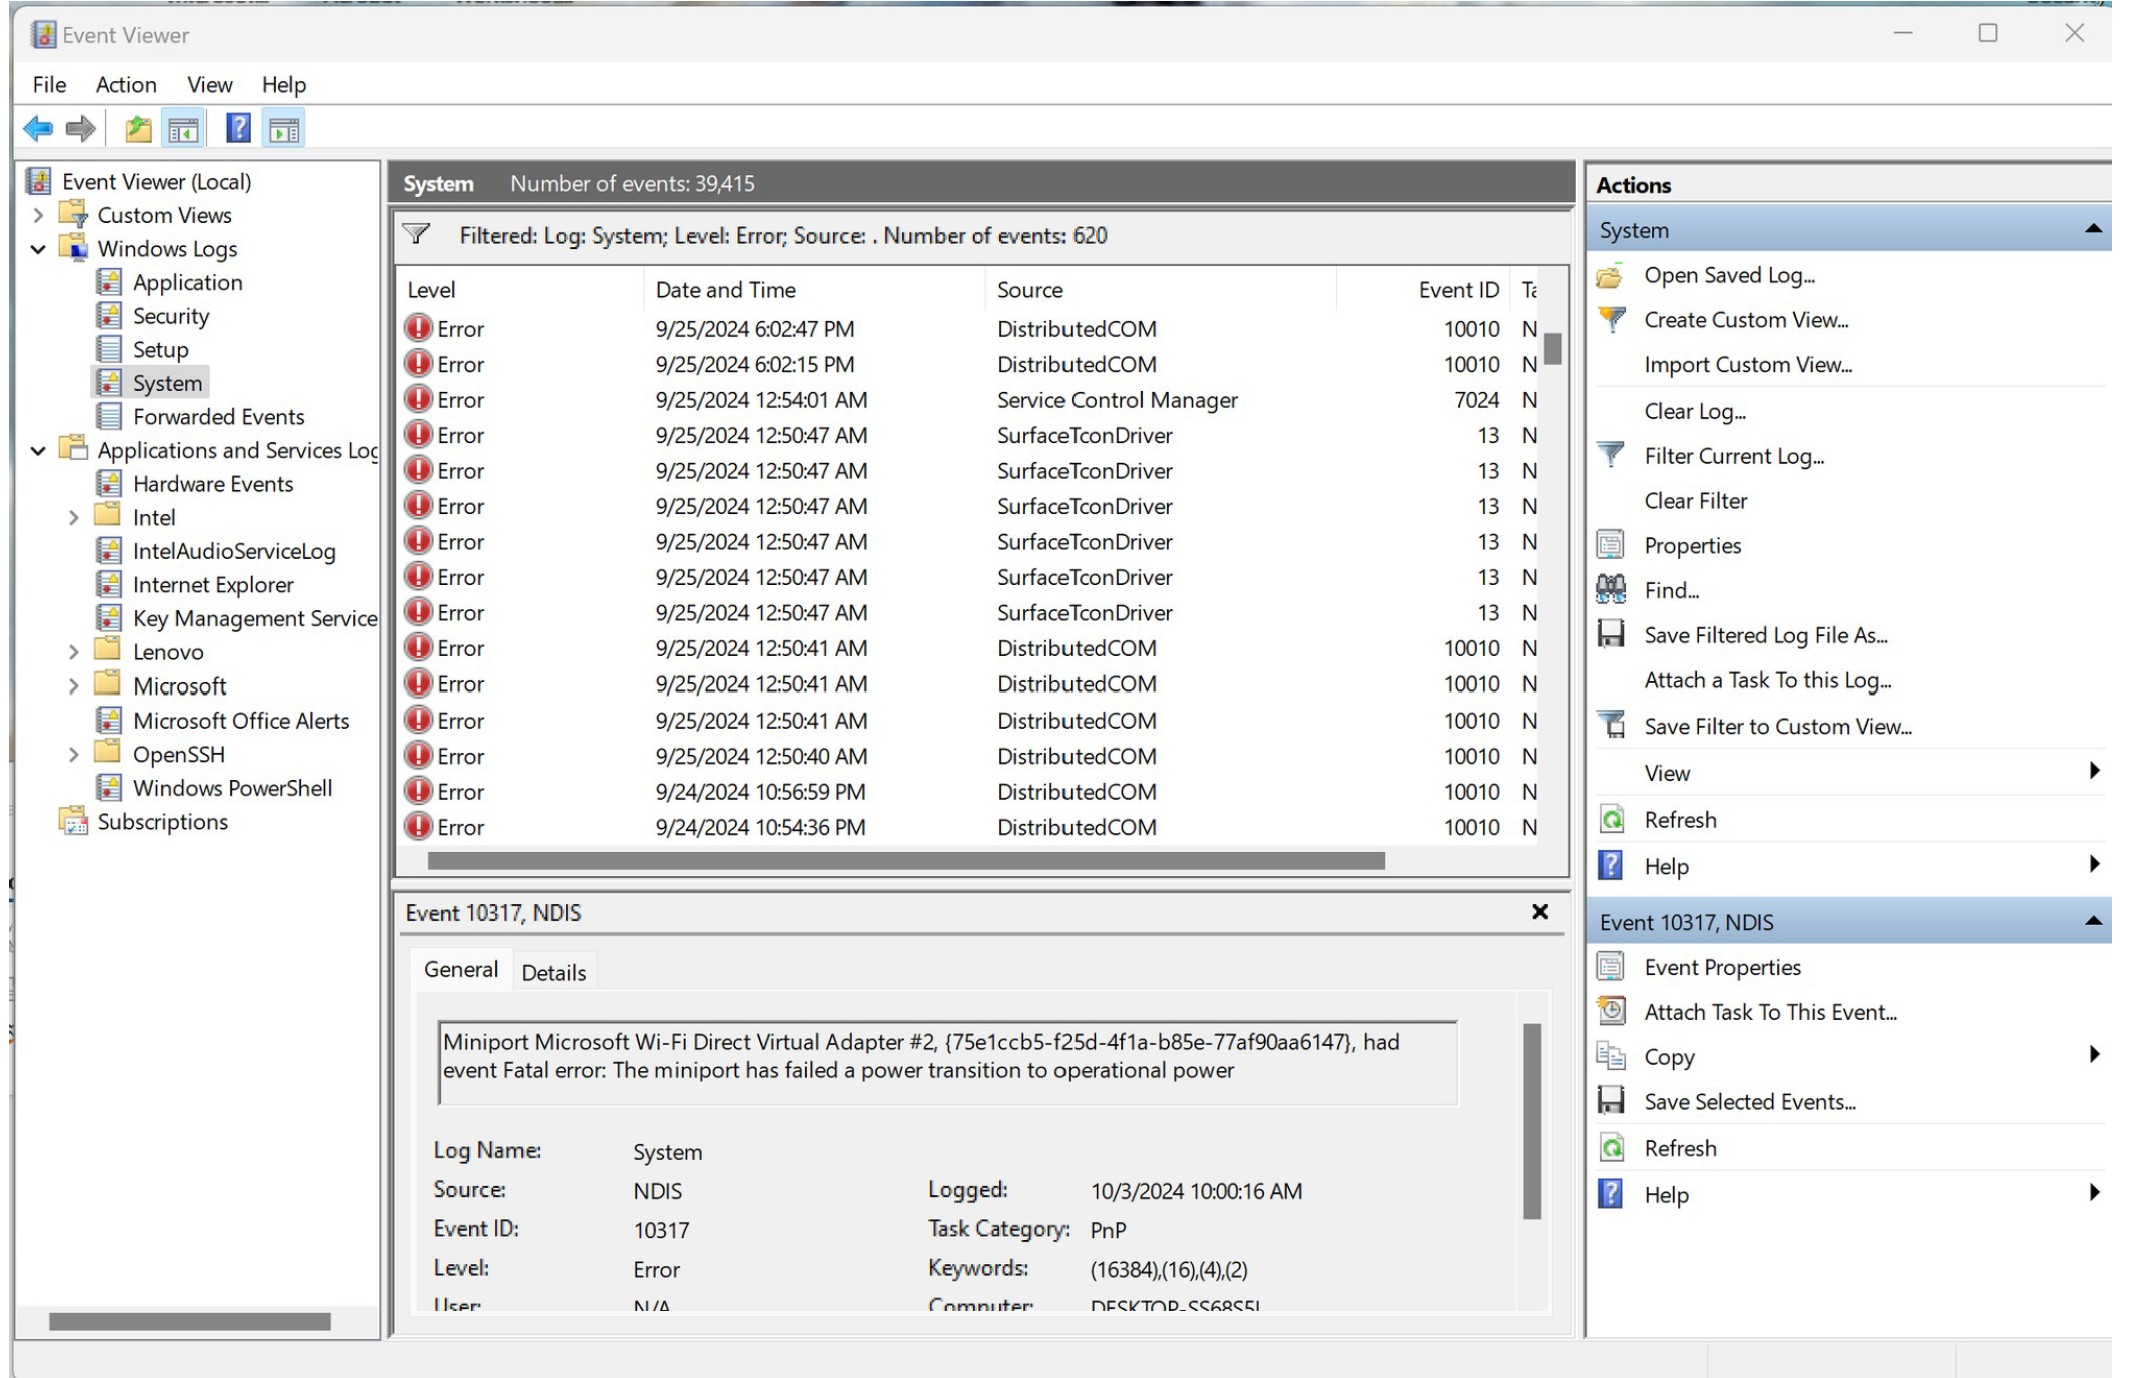 Event Viewer
File Action View Help
Event Viewer (Local)
Custom Views
Windows Logs
Application
Security
Setup
System
Forwarded Events
Applications and Services Log
Hardware Events
Intel
IntelAudioServiceLog
Internet Explorer
Key Management Service
Lenovo
Microsoft
Microsoft Office Alerts
OpenSSH
Windows PowerShell
Subscriptions
System Number of events: 39,415
Filtered: Log: System; Level: Error; Source: . Number of events: 620
Level Date and Time Source Event ID Ta
Error 9/25/2024 6:02:47 PM DistributedCOM 10010 N
Error 9/25/2024 6:02:15 PM DistributedCOM 10010 N
Error 9/25/2024 12:54:01 AM Service Control Manager 7024 N
Error 9/25/2024 12:50:47 AM SurfaceTconDriver 13 N
Error 9/25/2024 12:50:47 AM SurfaceTconDriver 13 N
Error 9/25/2024 12:50:47 AM SurfaceTconDriver 13 N
Error 9/25/2024 12:50:47 AM SurfaceTconDriver 13 N
Error 9/25/2024 12:50:47 AM SurfaceTconDriver 13 N
Error 9/25/2024 12:50:47 AM SurfaceTconDriver 13 N
Error 9/25/2024 12:50:41 AM DistributedCOM 10010 N
Error 9/25/2024 12:50:41 AM DistributedCOM 10010 N
Error 9/25/2024 12:50:41 AM DistributedCOM 10010 N
Error 9/25/2024 12:50:40 AM DistributedCOM 10010 N
Error 9/24/2024 10:56:59 PM DistributedCOM 10010 N
Error 9/24/2024 10:54:36 PM DistributedCOM 10010 N
Event 10317, NDIS
General Details
Miniport Microsoft Wi-Fi Direct Virtual Adapter #2, {75e1ccb5-f25d-4f1a-b85e-77af90aa6147}, had
event Fatal error: The miniport has failed a power transition to operational power
Log Name: System
Source: NDIS Logged: 10/3/2024 10:00:16 AM
Event ID: 10317 Task Category: PnP
Level: Error Keywords: (16384),(16),(4),(2)
User: N/A Computer:
Actions
System
Open Saved Log...
Create Custom View...
Import Custom View...
Clear Log...
Filter Current Log...
Clear Filter
Properties
Find...
Save Filtered Log File As...
Attach a Task To this Log...
Save Filter to Custom View...
View
Refresh
Help
Event 10317, NDIS
Event Properties
Attach Task To This Event...
Copy
Save Selected Events...
Refresh
Help